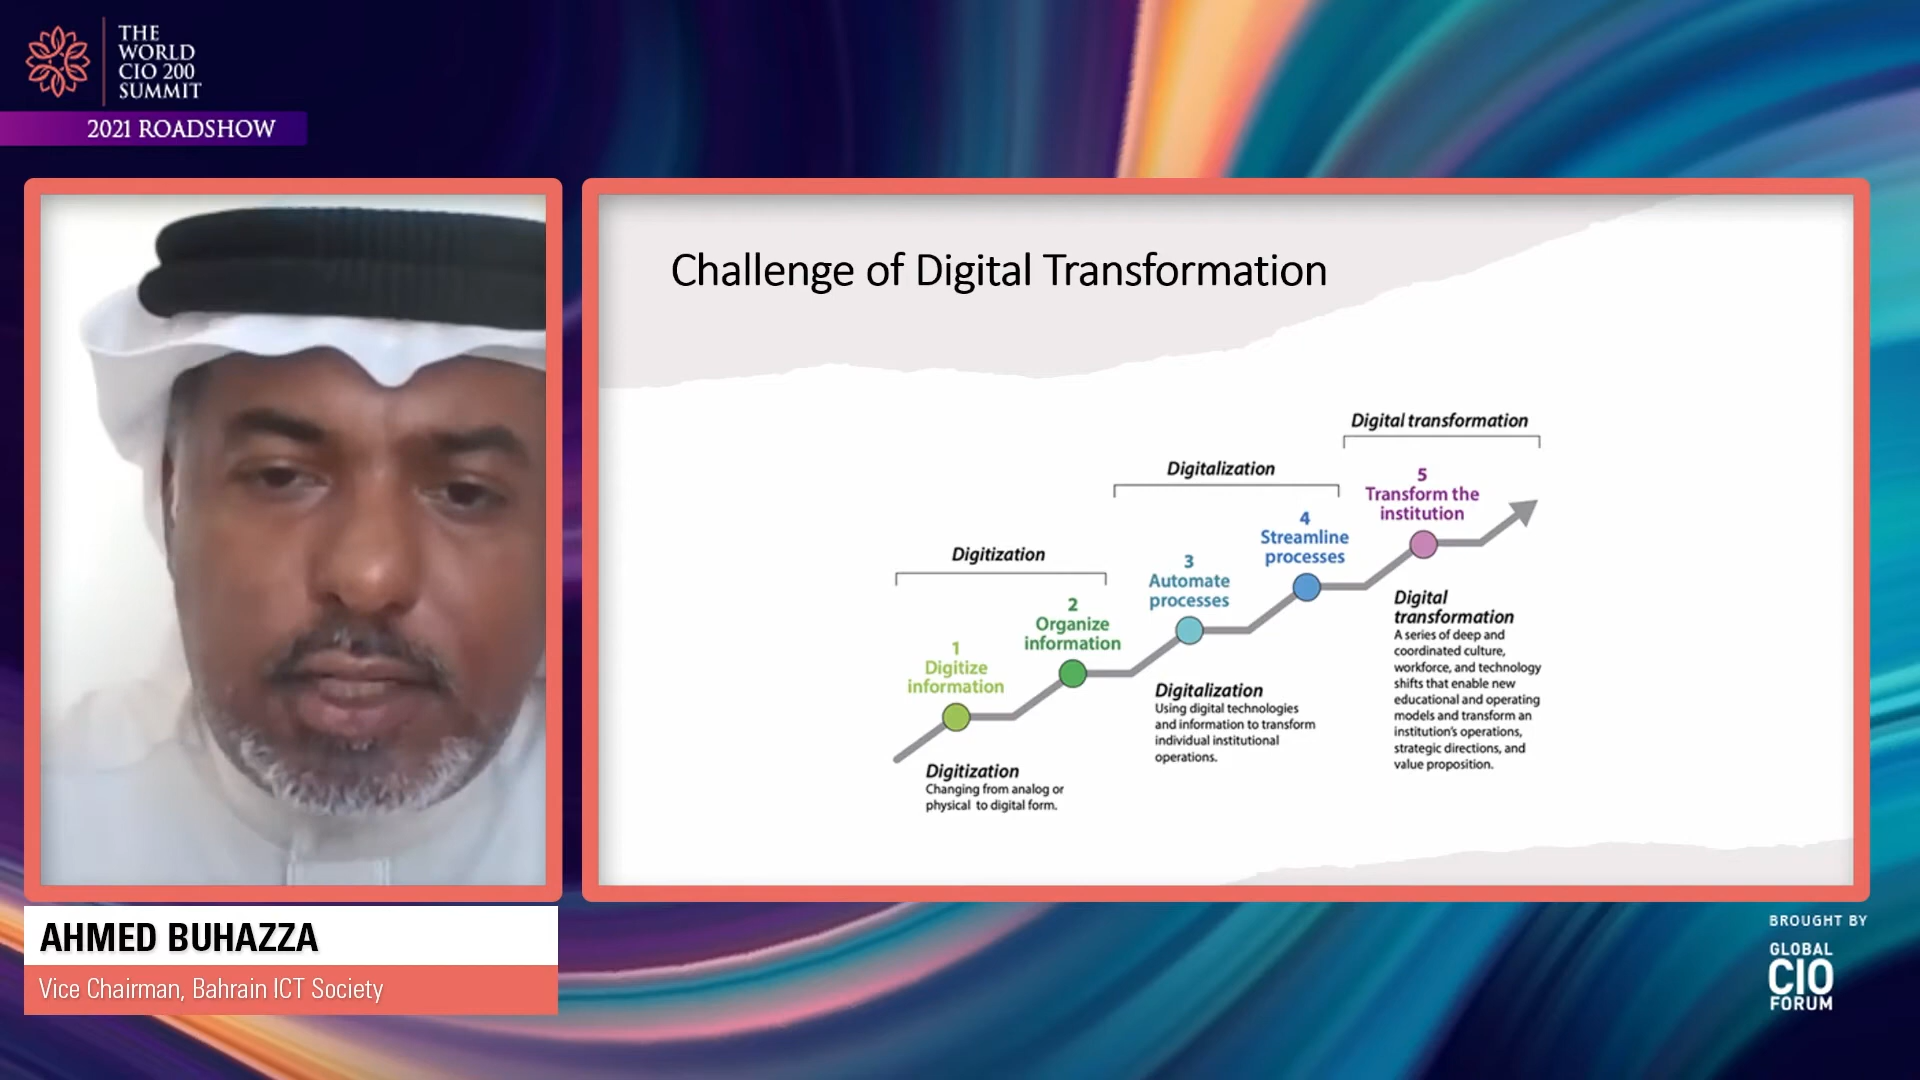 THE
WORLD
CIO 200
SUMMIT
2021 ROADSHOW
Challenge of Digital Transformation
Digital transformation
Digitalization
Digitization
5
Transform the
institution
4
Streamline
processes
3
Automate
processes
2
Organize
information
1
Digitize
information
Digitization
Changing from analog or
physical to digital form.
Digitalization
Using digital technologies
and information to transform
individual institutional
operations.
Digital
transformation
A series of deep and
coordinated culture,
workforce, and technology
shifts that enable new
educational and operating
models and transform an
institution's operations,
strategic directions, and
value proposition.
AHMED BUHAZZA
Vice Chairman, Bahrain ICT Society
BROUGHT BY
GLOBAL
CIO
FORUM